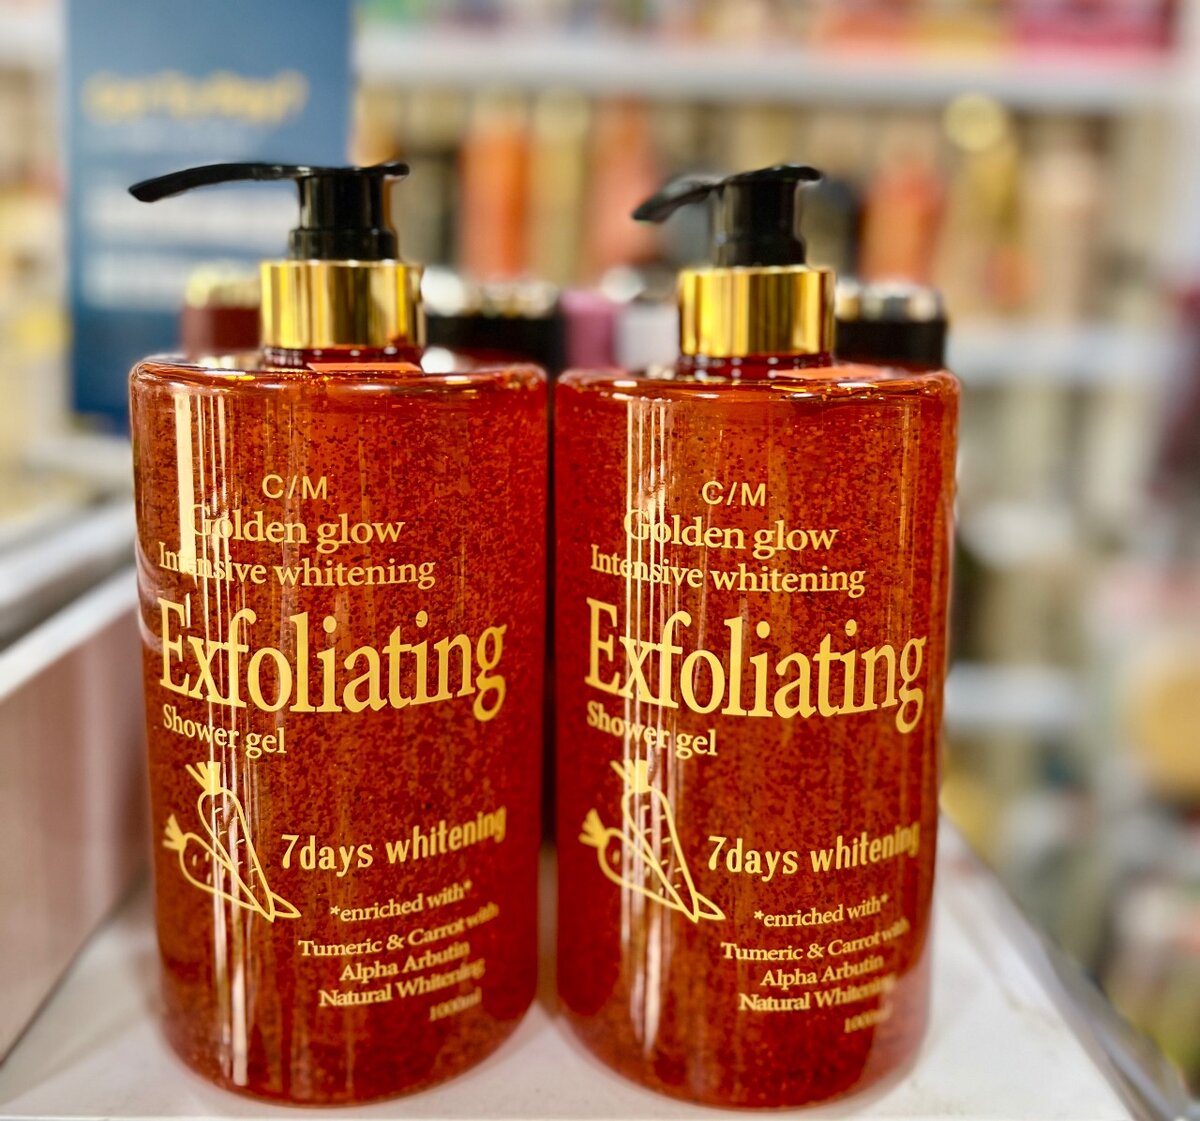 C/M
Golden glow
Intensive whitening
Exfoliating
Shower gel
7days whitening
*enriched with*
Tumeric & Carrot with
Alpha Arbutin
Natural Whitening
1000ml
C/M
Golden glow
Intensive whitening
Exfoliating
Shower gel
7days whitening
*enriched with*
Tumeric & Carrot with
Alpha Arbutin
Natural Whitening
1000ml